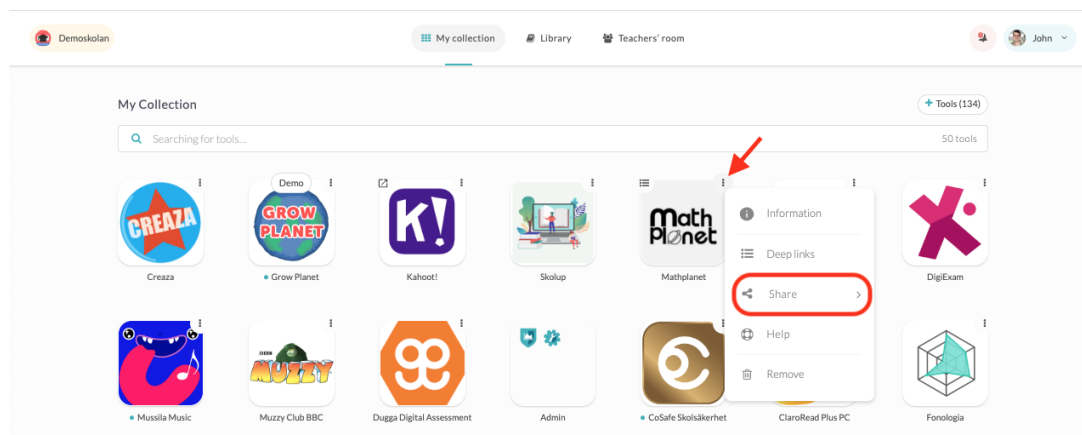 Demoskolan
My collection
Library
Teachers' room
John
My Collection
+ Tools (134)
Searching for tools...
50 tools
CREAZA
Creaza
Demo
GROW
PLANET
Grow Planet
K!
Kahoot!
Skolup
Math
Planet
Mathplanet
Information
Deep links
Share
Help
Remove
DigiExam
Mussila Music
BBC
MUZZY
Muzzy Club BBC
Dugga Digital Assessment
Admin
CoSafe Skolsäkerhet
ClaroRead Plus PC
Fonologia